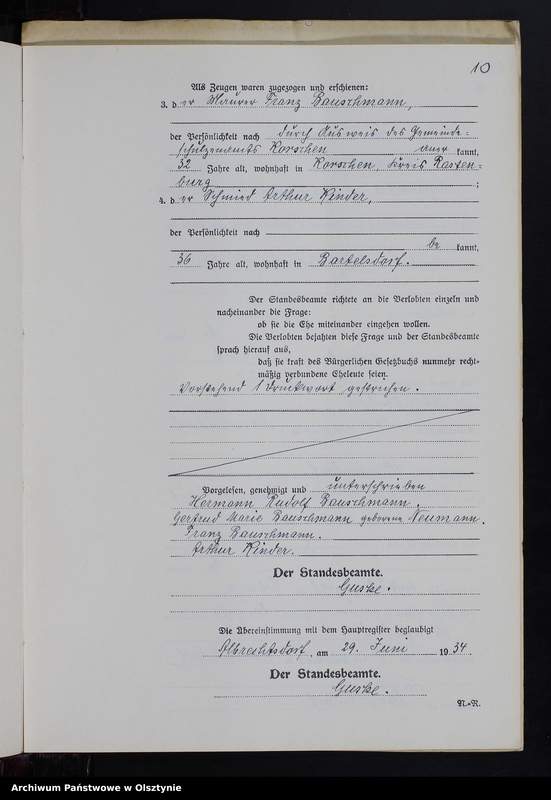 10
Als Zeugen waren zugezogen und erschienen:
3. der Maurer Franz Bauschmann,
der Persönlichkeit nach durch Ausweis des Gemeinde=
schulzenamts Korschen aner kannt,
32 Jahre alt, wohnhaft in Korschen, Kreis Rasten=
burg ;
4. der Schmied Arthur Kinder,
der Persönlichkeit nach
be kannt,
36 Jahre alt, wohnhaft in Bartelsdorf.
Der Standesbeamte richtete an die Verlobten einzeln und
nacheinander die Frage:
ob sie die Ehe miteinander eingehen wollen.
Die Verlobten bejahten diese Frage und der Standesbeamte
sprach hierauf aus,
daß sie kraft des Bürgerlichen Gesetzbuchs nunmehr recht=
mäßig verbundene Eheleute seien.
Vorstehend 1 Druckwort gestrichen.
Vorgelesen, genehmigt und unterschrieben
Hermann Rudolf Bauschmann.
Gertrud Marie Bauschmann geborene Neumann.
Franz Bauschmann.
Arthur Kinder.
Der Standesbeamte.
Guske.
Die Übereinstimmung mit dem Hauptregister beglaubigt
Albrechtsdorf, am 29. Juni 1934.
Der Standesbeamte.
Guske.
N.=R.
Archiwum Państwowe w Olsztynie